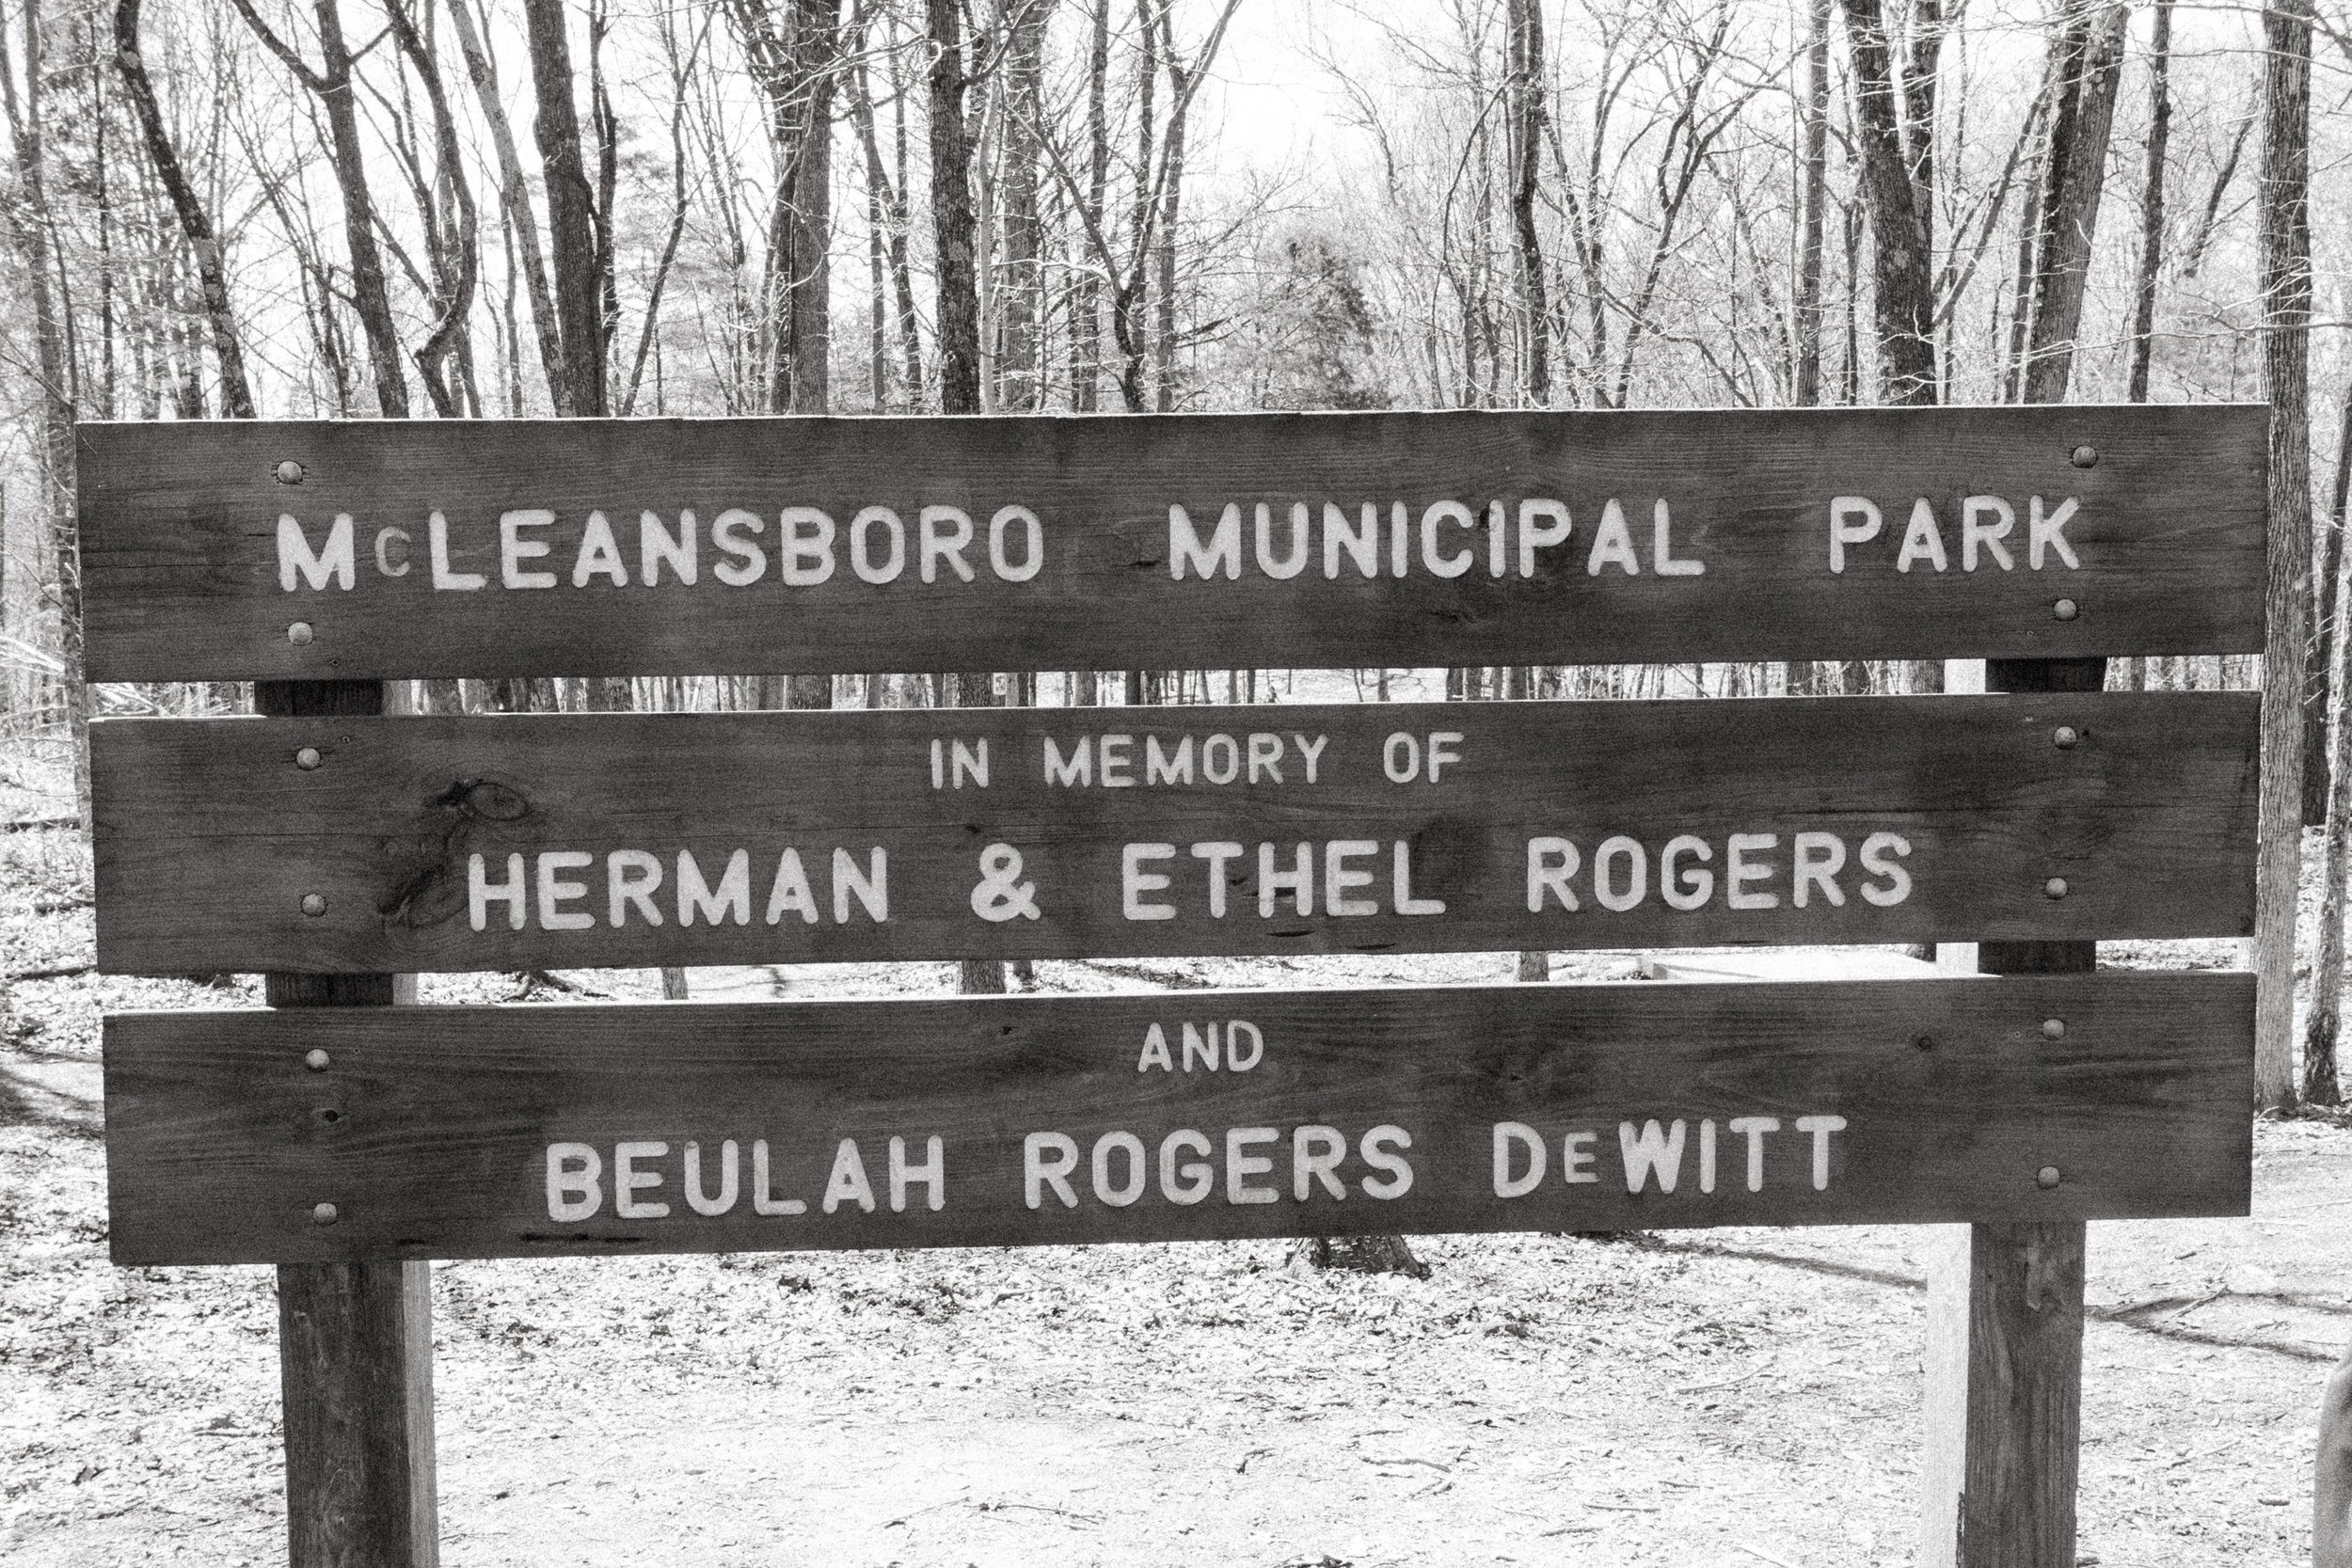 McLEANSBORO MUNICIPAL PARK
IN MEMORY OF
HERMAN & ETHEL ROGERS
AND
BEULAH ROGERS DeWITT